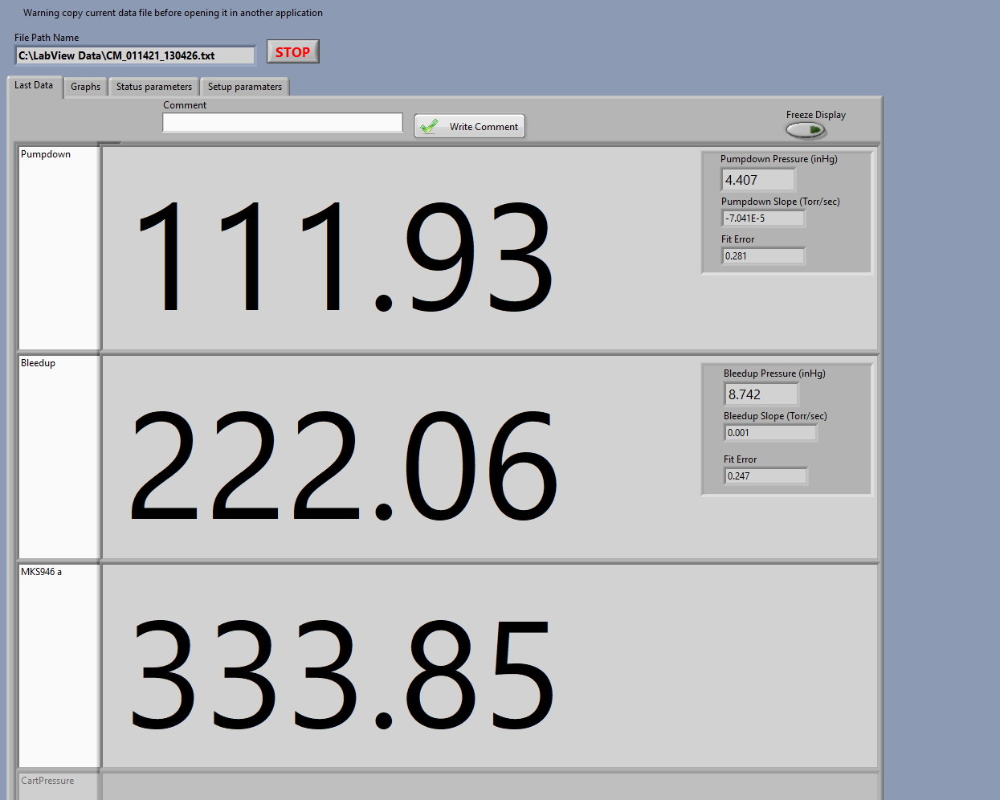 Warning copy current data file before opening it in another application
File Path Name
C:\LabView Data\CM_011421_130426.txt
STOP
Last Data
Graphs
Status parameters
Setup paramaters
Comment
Write Comment
Freeze Display
Pumpdown
111.93
Pumpdown Pressure (inHg)
4.407
Pumpdown Slope (Torr/sec)
-7.041E-5
Fit Error
0.281
Bleedup
222.06
Bleedup Pressure (inHg)
8.742
Bleedup Slope (Torr/sec)
0.001
Fit Error
0.247
MKS946 a
333.85
CartPressure